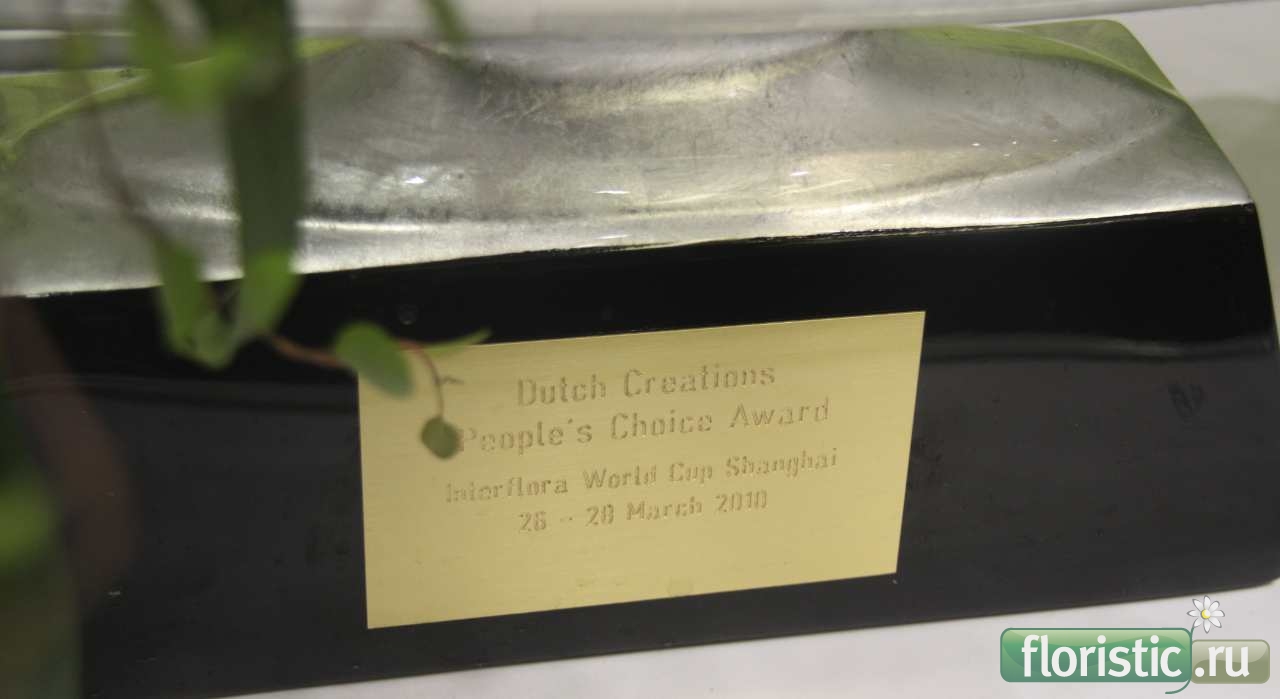 Dutch Creations
People's Choice Award
Interflora World Cup Shanghai
26 - 28 March 2010
floristic.ru